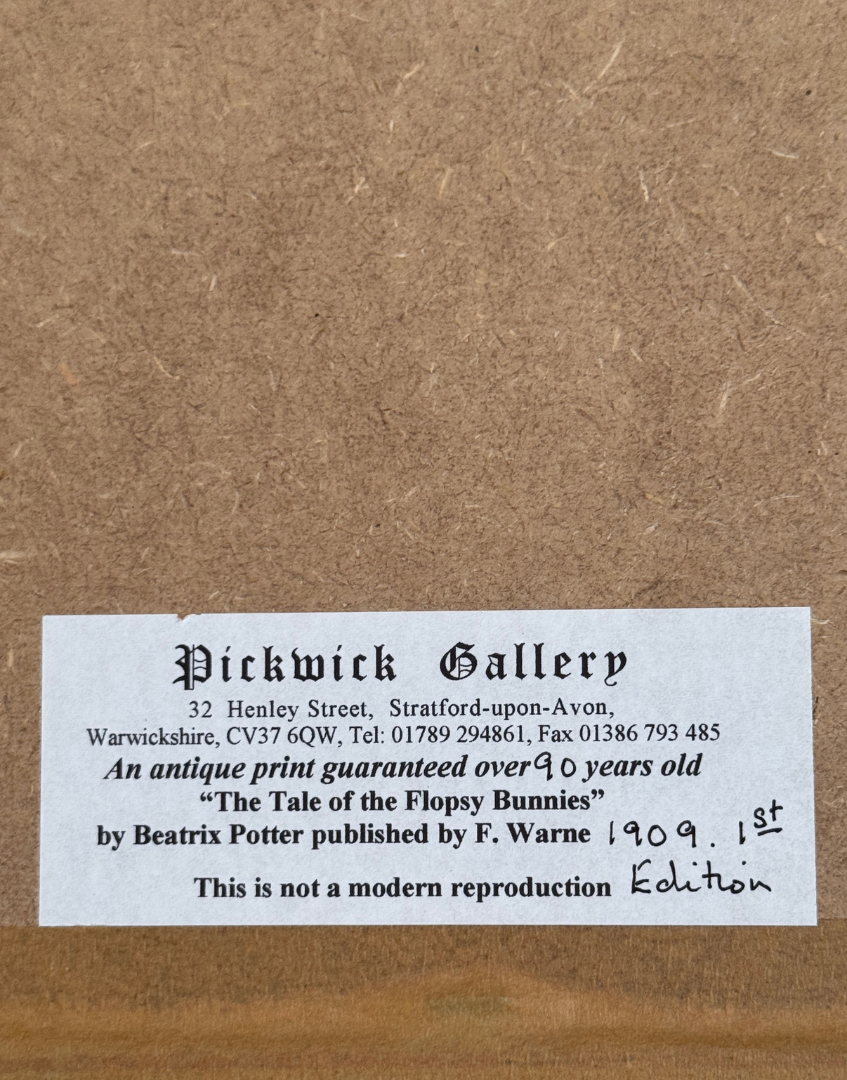 Pickwick Gallery
32 Henley Street, Stratford-upon-Avon,
Warwickshire, CV37 6QW, Tel: 01789 294861, Fax 01386 793 485
An antique print guaranteed over 90 years old
“The Tale of the Flopsy Bunnies”
by Beatrix Potter published by F. Warne 1909. 1st
This is not a modern reproduction Edition